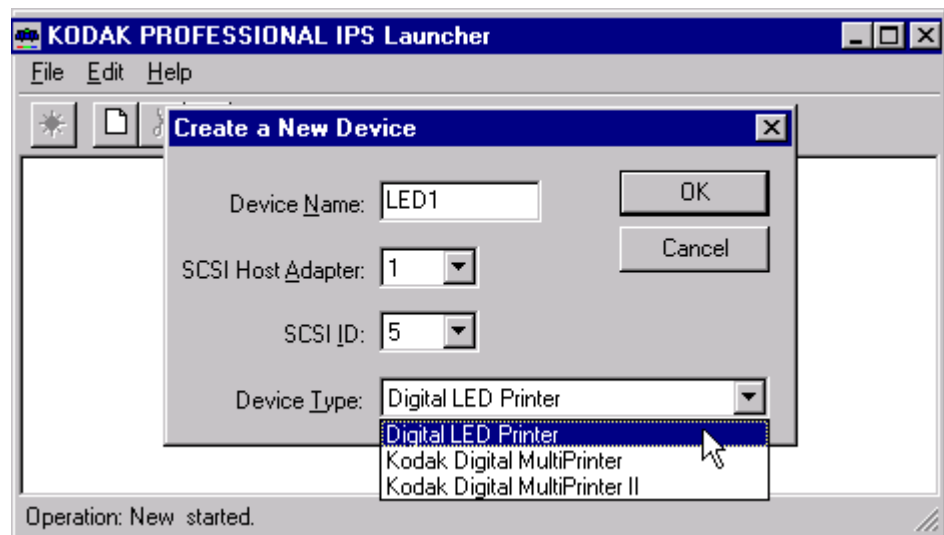 KODAK PROFESSIONAL IPS Launcher
File Edit Help
Create a New Device
Device Name: LED1
OK
SCSI Host Adapter: 1
Cancel
SCSI ID: 5
Device Type: Digital LED Printer
Digital LED Printer
Kodak Digital MultiPrinter
Kodak Digital MultiPrinter II
Operation: New started.